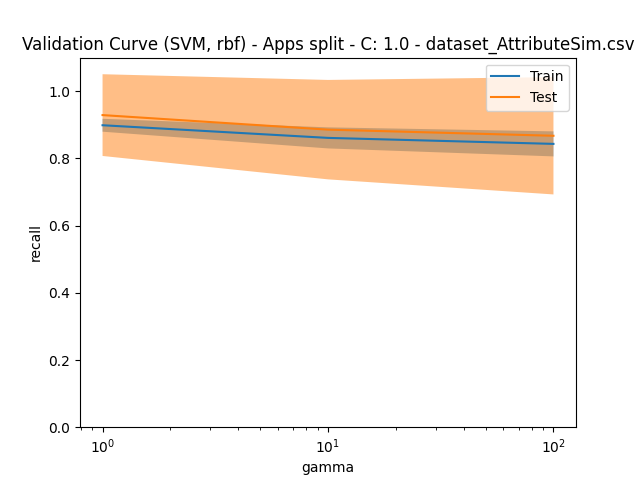 Validation Curve (SVM, rbf) - Apps split - C: 1.0 - dataset_AttributeSim.csv
Train
Test
recall
1.0
0.8
0.6
0.4
0.2
0.0
10⁰ 10¹ 10²
gamma